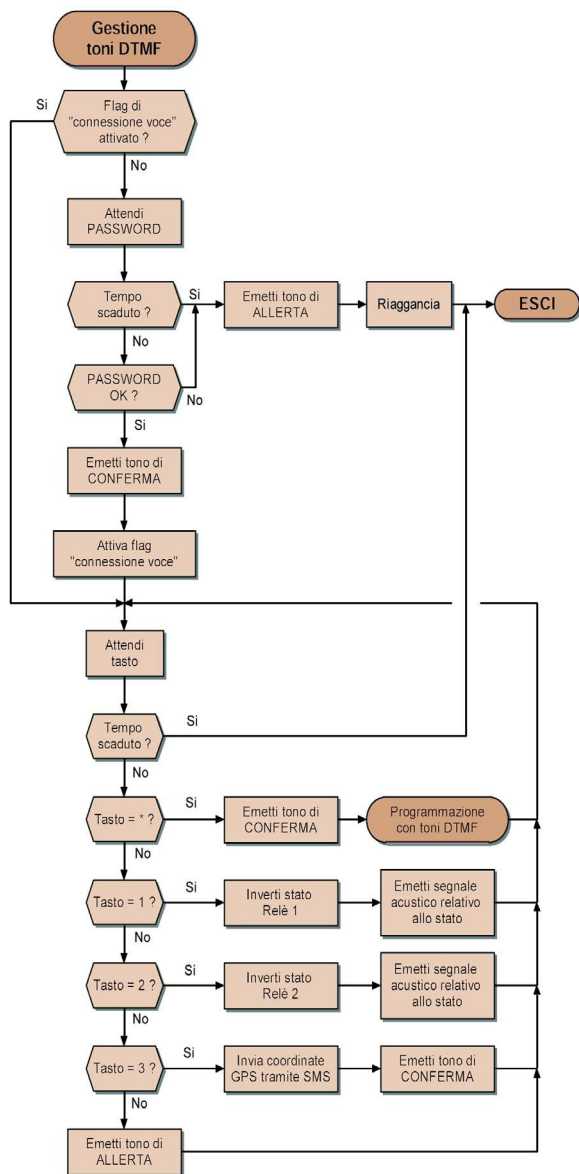 Gestione
toni DTMF
Si
Flag di
"connessione voce"
attivato ?
No
Attendi
PASSWORD
Tempo
scaduto ?
Si
Emetti tono di
ALLERTA
Riaggancia
ESCI
No
PASSWORD
OK ?
No
Si
Emetti tono di
CONFERMA
Attiva flag
"connessione voce"
Attendi
tasto
Tempo
scaduto ?
Si
No
Tasto = * ?
Si
Emetti tono di
CONFERMA
Programmazione
con toni DTMF
No
Tasto = 1 ?
Si
Inverti stato
Relè 1
Emetti segnale
acustico relativo
allo stato
No
Tasto = 2 ?
Si
Inverti stato
Relè 2
Emetti segnale
acustico relativo
allo stato
No
Tasto = 3 ?
Si
Invia coordinate
GPS tramite SMS
Emetti tono di
CONFERMA
No
Emetti tono di
ALLERTA